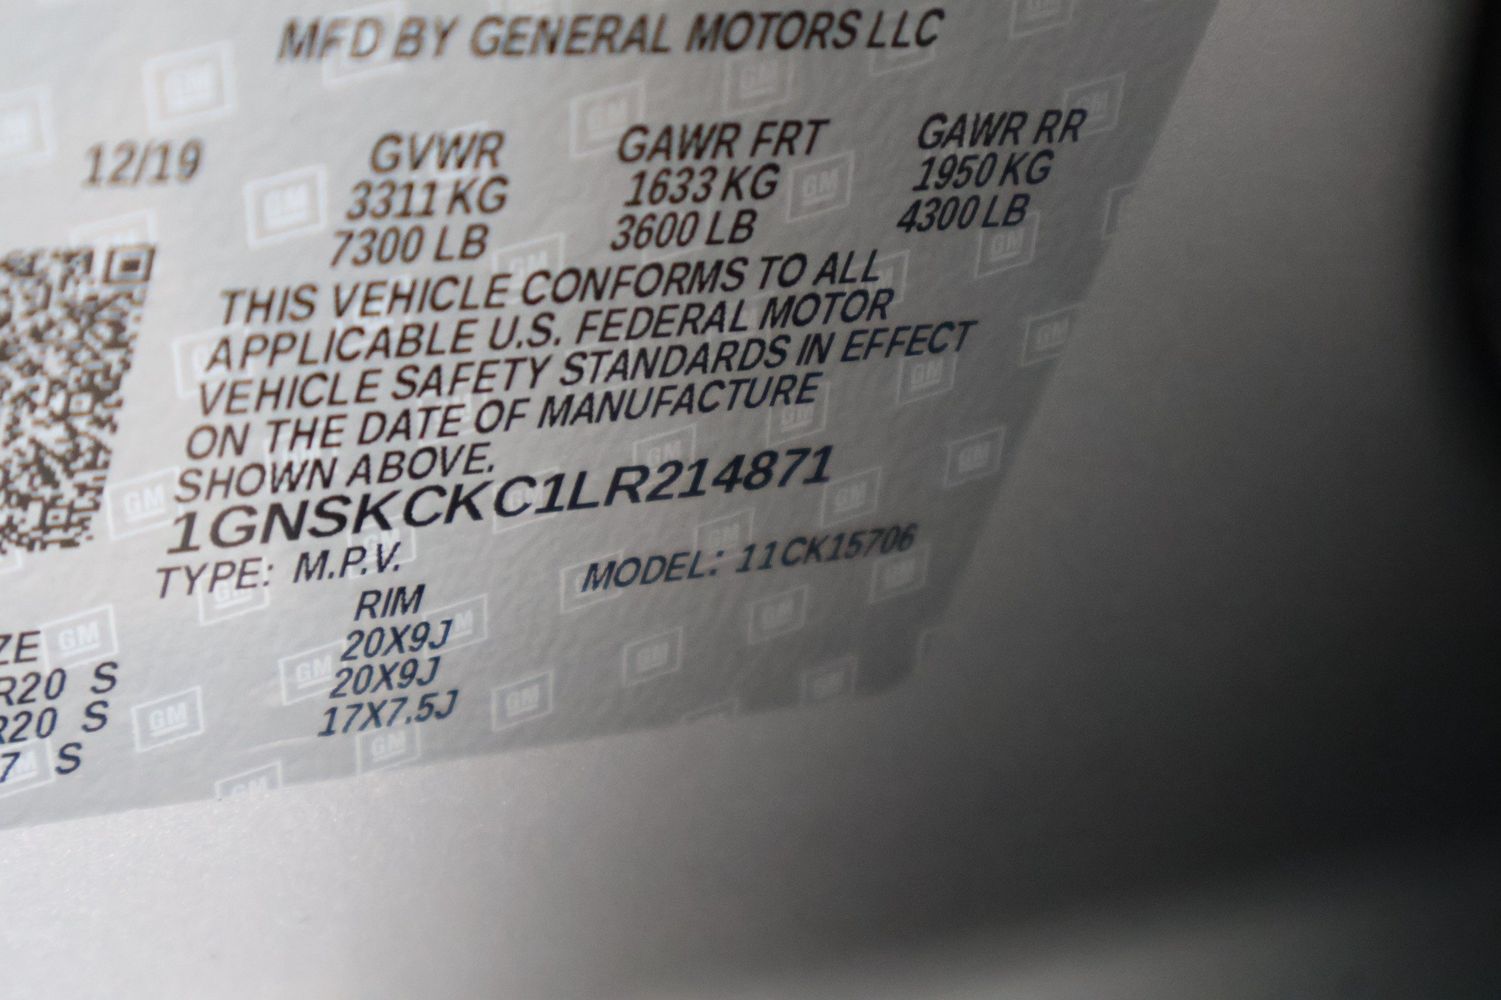 MFD BY GENERAL MOTORS LLC
12/19 GVWR GAWR FRT GAWR RR
3311 KG 1633 KG 1950 KG
7300 LB 3600 LB 4300 LB
THIS VEHICLE CONFORMS TO ALL
APPLICABLE U.S. FEDERAL MOTOR
VEHICLE SAFETY STANDARDS IN EFFECT
ON THE DATE OF MANUFACTURE
SHOWN ABOVE.
1GNSKCKC1LR214871
TYPE: M.P.V. MODEL: 11CK15706
ZE RIM
R20 S 20X9J
R20 S 20X9J
7 S 17X7.5J